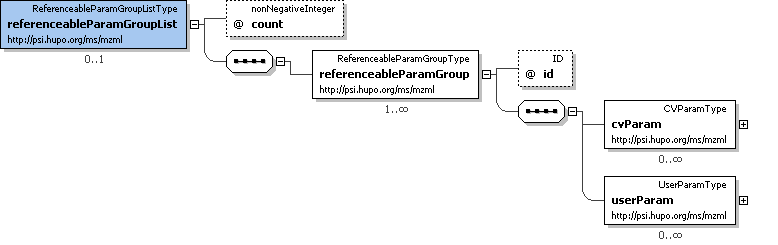 ReferenceableParamGroupListType
referenceableParamGroupList
http://psi.hupo.org/ms/mzml
0..1
nonNegativeInteger
@ count
ReferenceableParamGroupType
referenceableParamGroup
http://psi.hupo.org/ms/mzml
1..∞
ID
@ id
CVParamType
cvParam
http://psi.hupo.org/ms/mzml
0..∞
UserParamType
userParam
http://psi.hupo.org/ms/mzml
0..∞